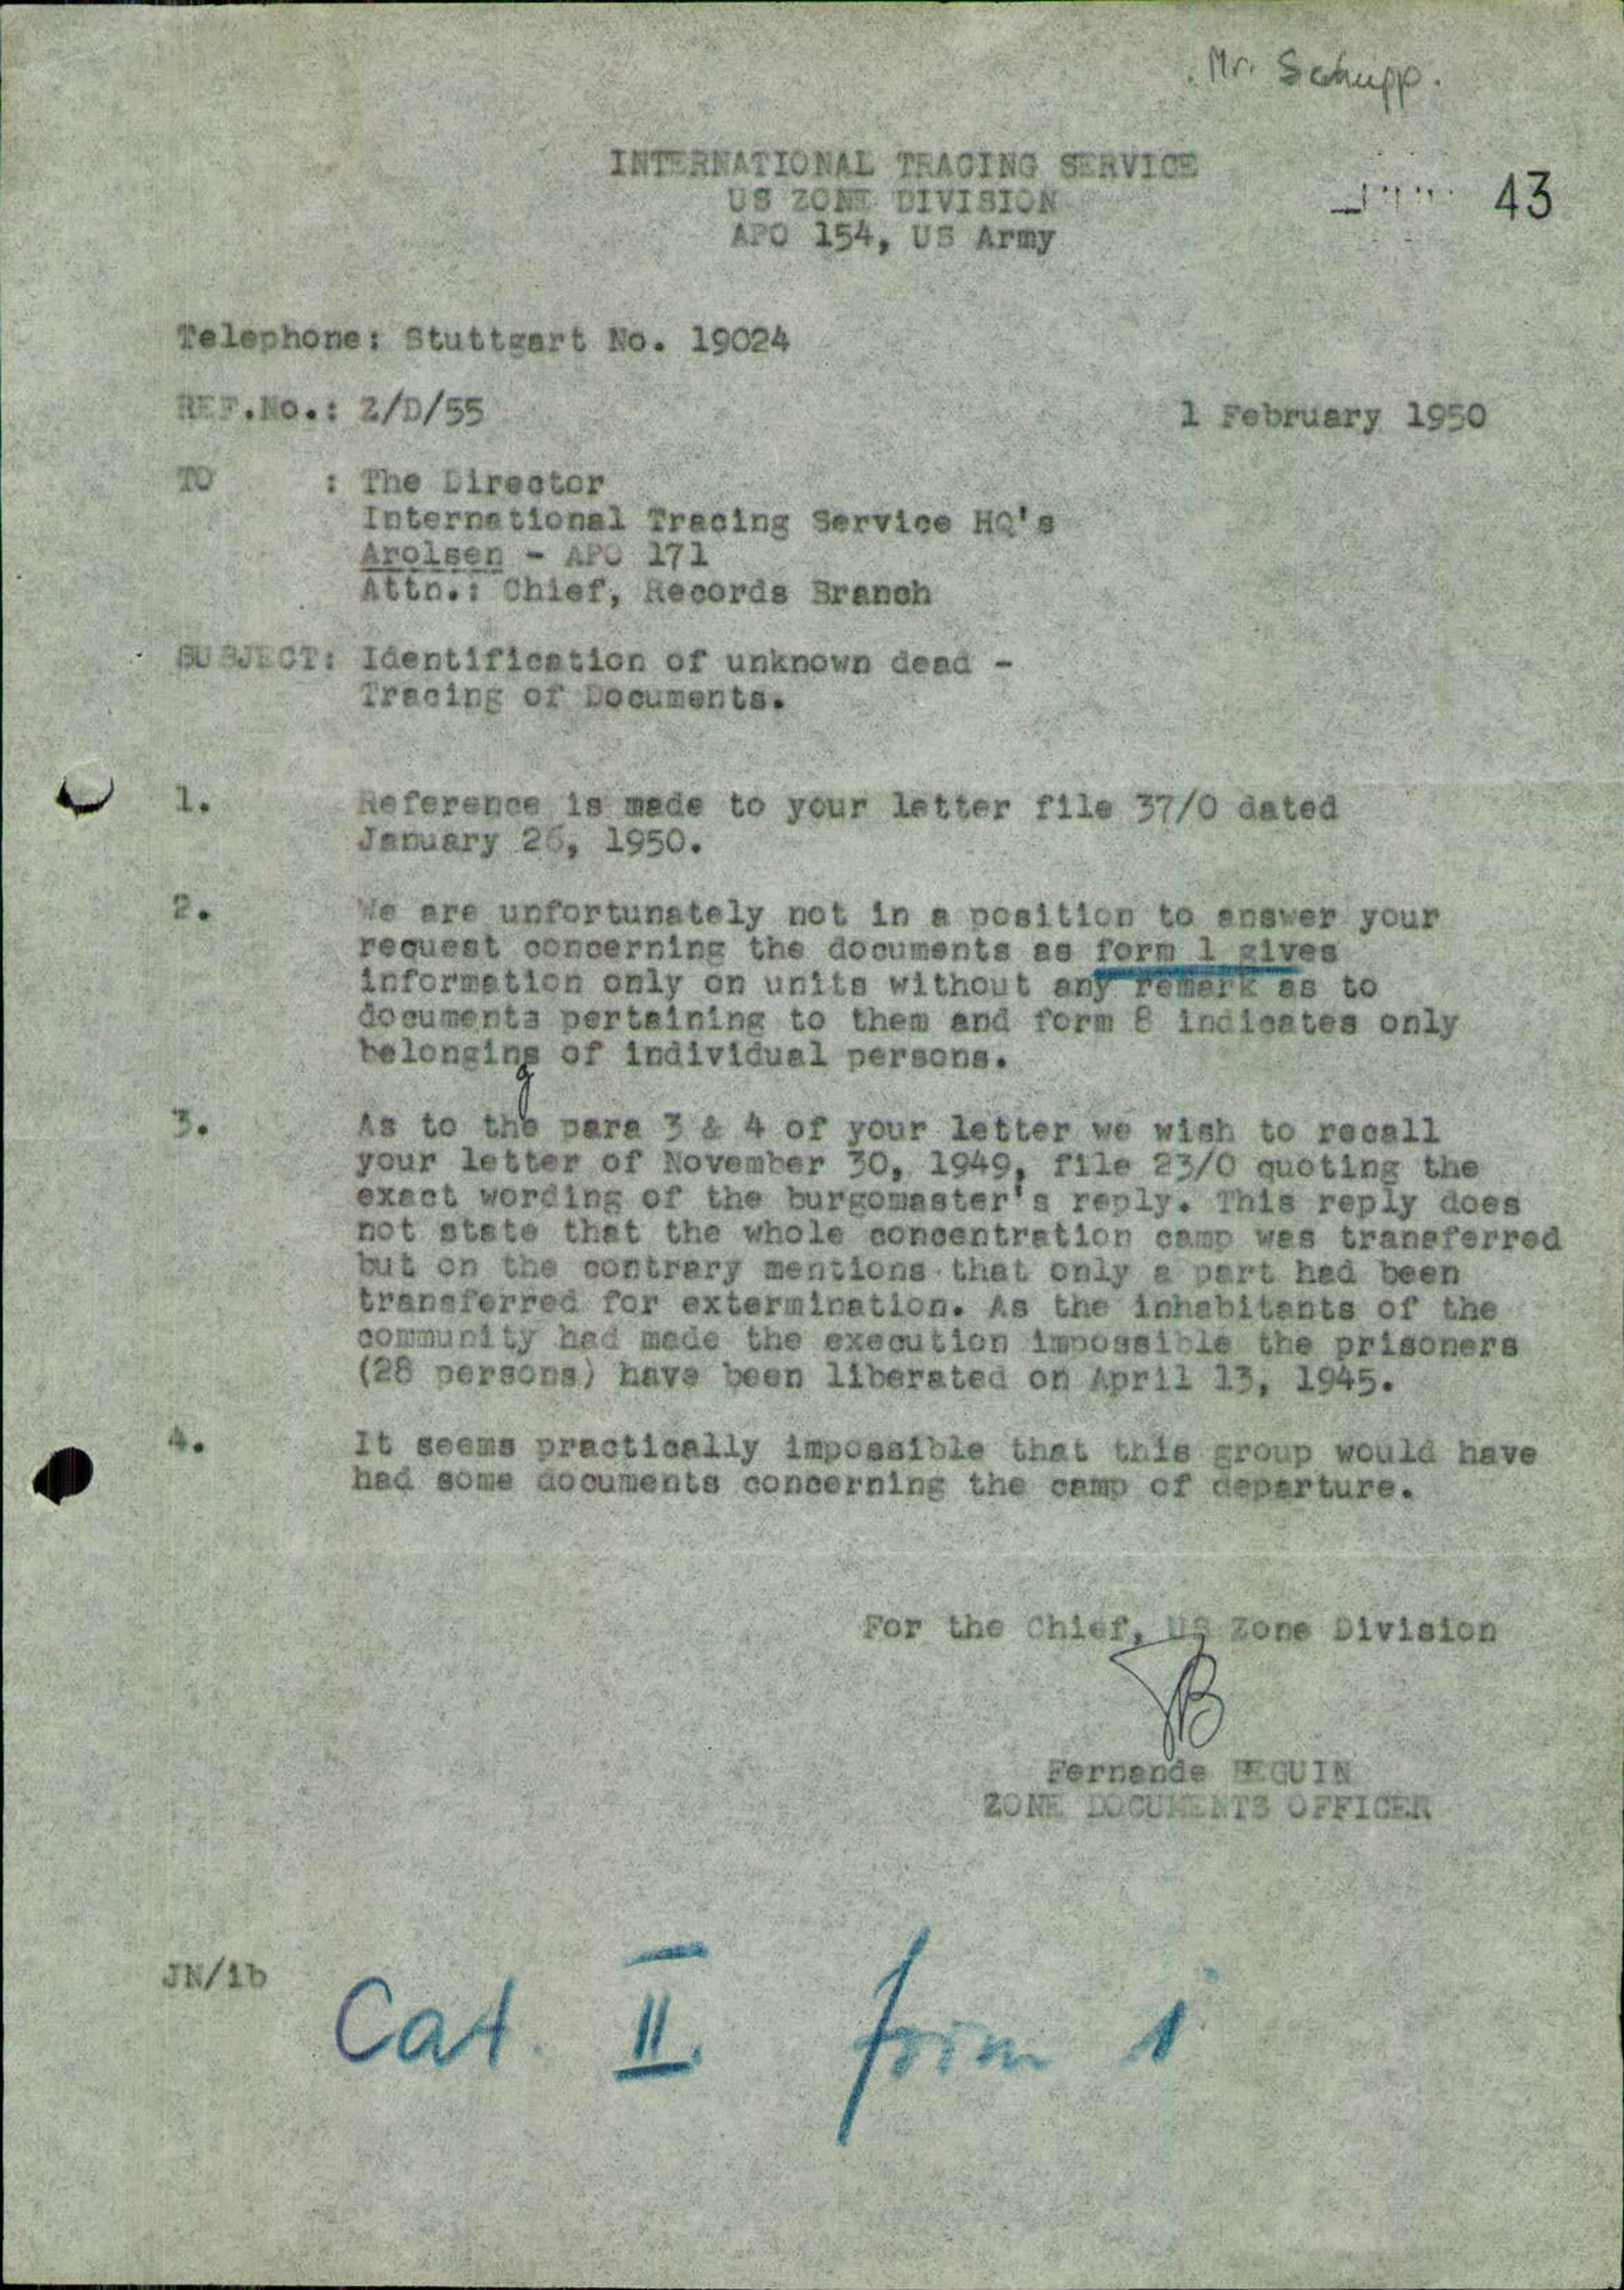 Mr. Schupp.
INTERNATIONAL TRACING SERVICE
US ZONE DIVISION
APO 154, US Army
43
Telephone: Stuttgart No. 19024
REF.No.: Z/D/55
1 February 1950
TO : The Director
International Tracing Service HQ's
Arolsen - APO 171
Attn.: Chief, Records Branch
SUBJECT: Identification of unknown dead -
Tracing of Documents.
1. Reference is made to your letter file 37/0 dated
January 26, 1950.
2. We are unfortunately not in a position to answer your
request concerning the documents as form 1 gives
information only on units without any remark as to
documents pertaining to them and form 8 indicates only
belonging of individual persons.
3. As to the para 3 & 4 of your letter we wish to recall
your letter of November 30, 1949, file 23/0 quoting the
exact wording of the burgomaster's reply. This reply does
not state that the whole concentration camp was transferred
but on the contrary mentions that only a part had been
transferred for extermination. As the inhabitants of the
community had made the execution impossible the prisoners
(28 persons) have been liberated on April 13, 1945.
4. It seems practically impossible that this group would have
had some documents concerning the camp of departure.
For the Chief, US Zone Division
Fernande BEGUIN
ZONE DOCUMENTS OFFICER
JN/ib
Cat. II. form 1